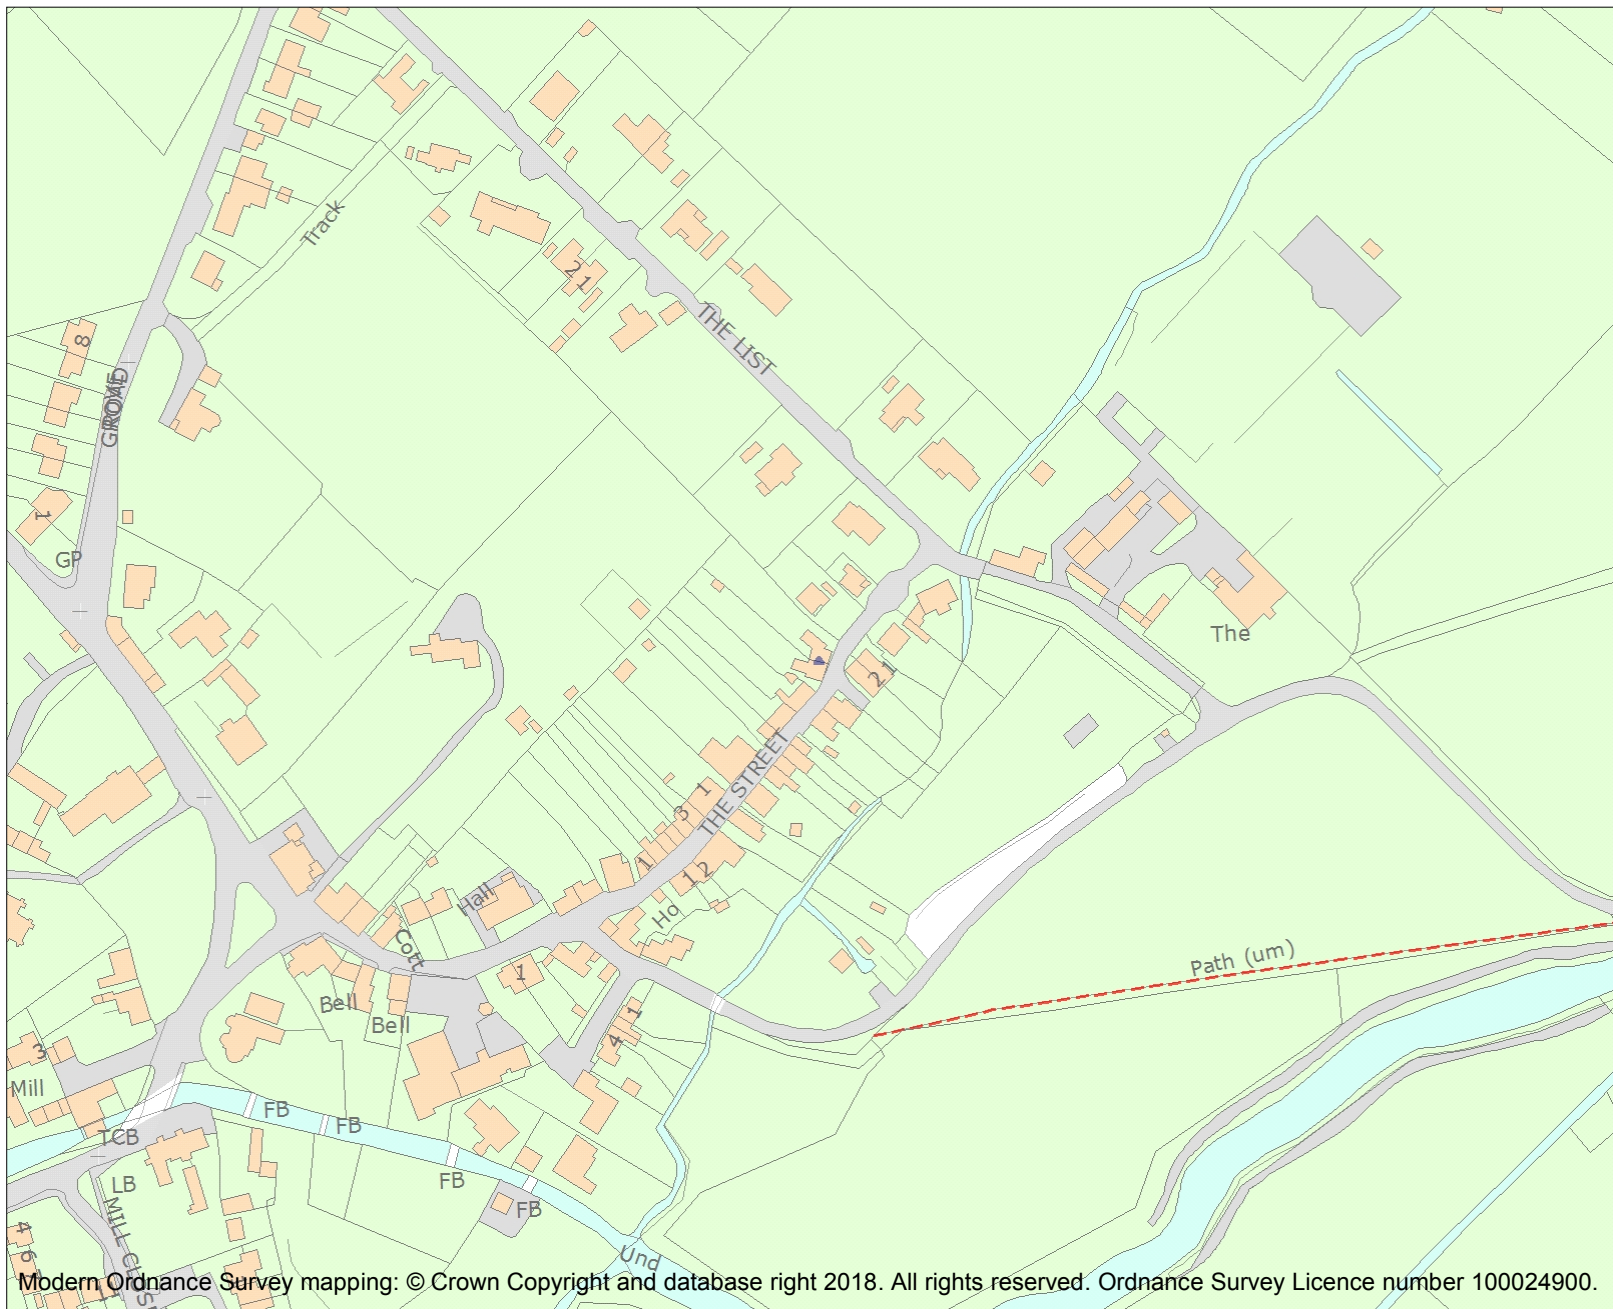 Track
2 1
THE LIST
8
GROVE
ROAD
1
GP
The
2 1
THE STREET
1
3
1
1 2
Hall
Ho
Cott
1
Path (um)
Bell
Bell
1
4
3
Mill
FB
FB
TCB
FB
LB
FB
MILL CLOSE
4
6
Und
11
Modern Ordnance Survey mapping: © Crown Copyright and database right 2018. All rights reserved. Ordnance Survey Licence number 100024900.